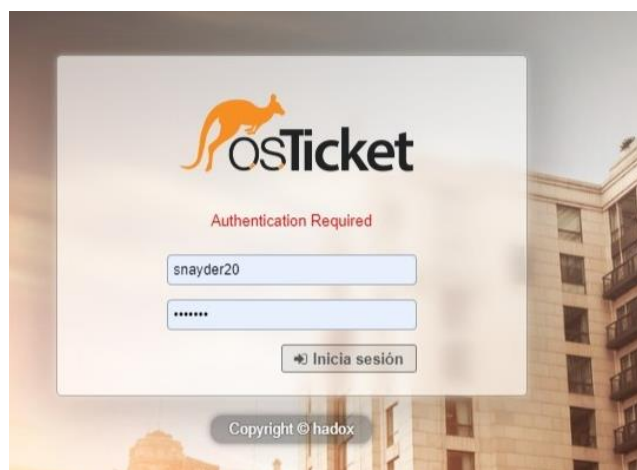 osTicket
Authentication Required
snayder20
•••••••
Inicia sesión
Copyright © hadox